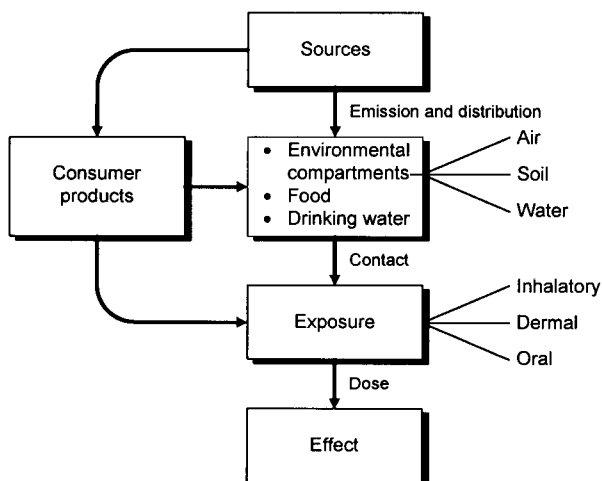 Sources
Emission and distribution
Consumer
products
• Environmental
compartments
• Food
• Drinking water
Air
Soil
Water
Contact
Exposure
Inhalatory
Dermal
Oral
Dose
Effect